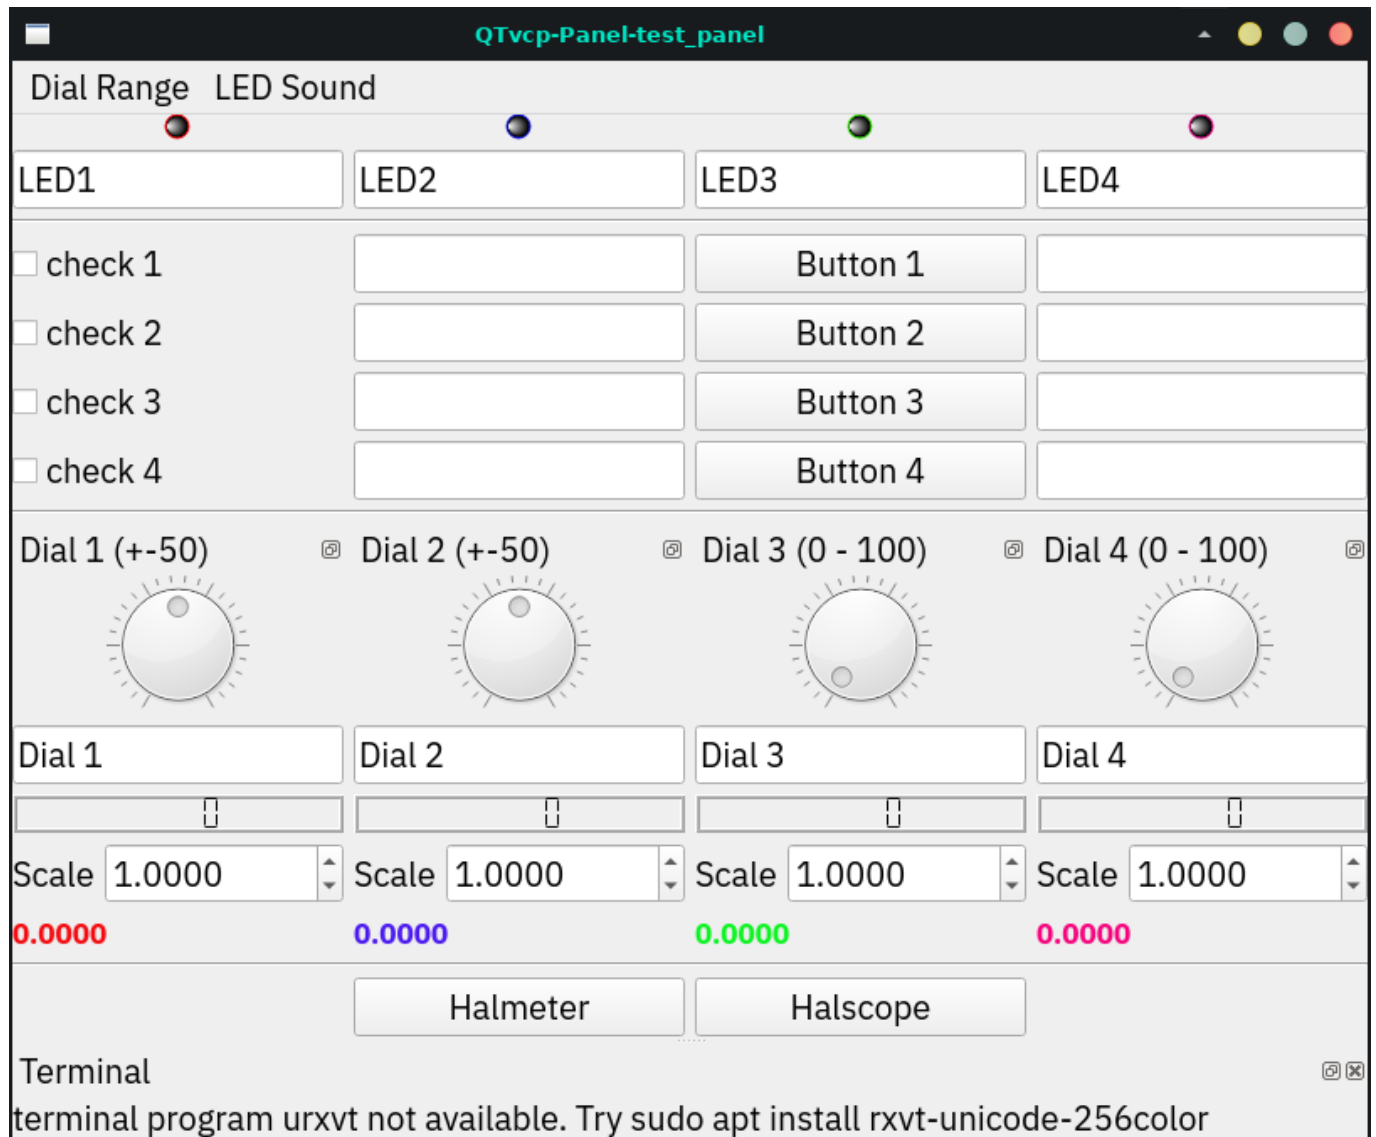 QTvcp-Panel-test_panel
Dial Range LED Sound
LED1 LED2 LED3 LED4
check 1 Button 1
check 2 Button 2
check 3 Button 3
check 4 Button 4
Dial 1 (+-50) Dial 2 (+-50) Dial 3 (0 - 100) Dial 4 (0 - 100)
Dial 1 Dial 2 Dial 3 Dial 4
0 0 0 0
Scale 1.0000 Scale 1.0000 Scale 1.0000 Scale 1.0000
0.0000 0.0000 0.0000 0.0000
Halmeter Halscope
Terminal
terminal program urxvt not available. Try sudo apt install rxvt-unicode-256color